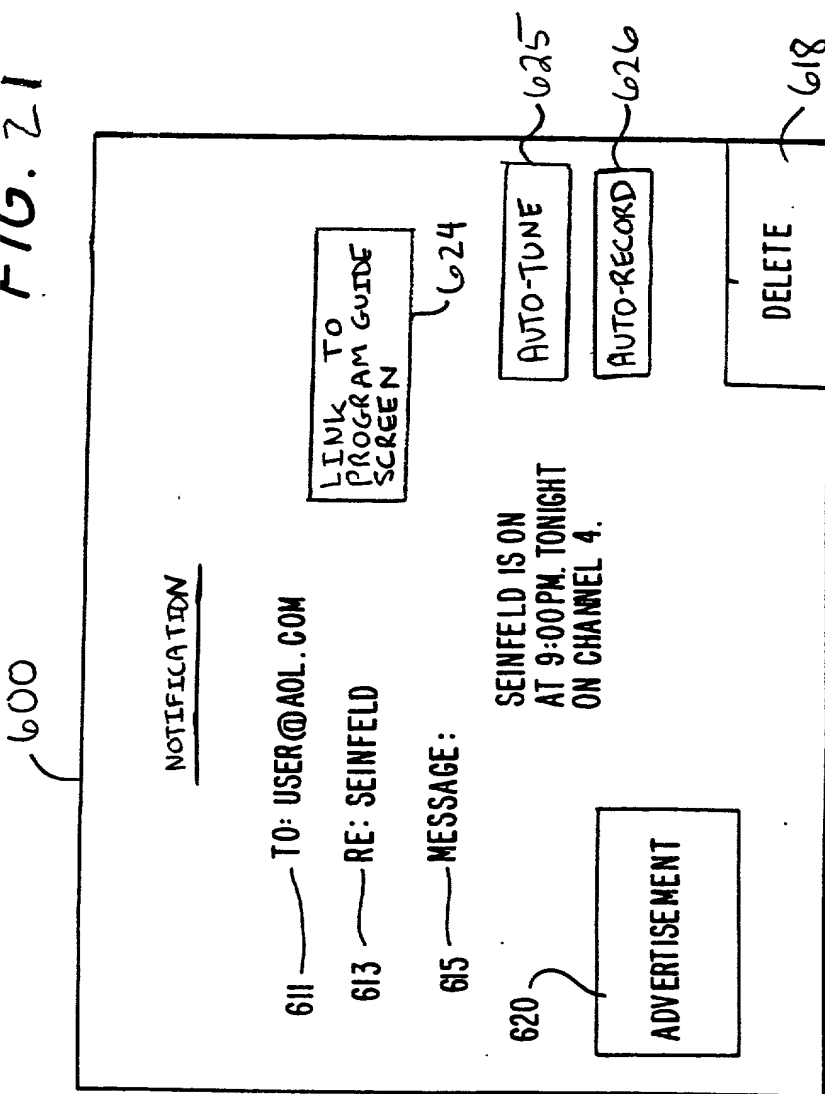 FIG. 21
600
NOTIFICATION
611
TO: USER@AOL.COM
613
RE: SEINFELD
LINK TO
PROGRAM GUIDE
SCREEN
624
615
MESSAGE:
SEINFELD IS ON
AT 9:00PM. TONIGHT
ON CHANNEL 4.
AUTO-TUNE
625
AUTO-RECORD
626
620
ADVERTISEMENT
DELETE
618